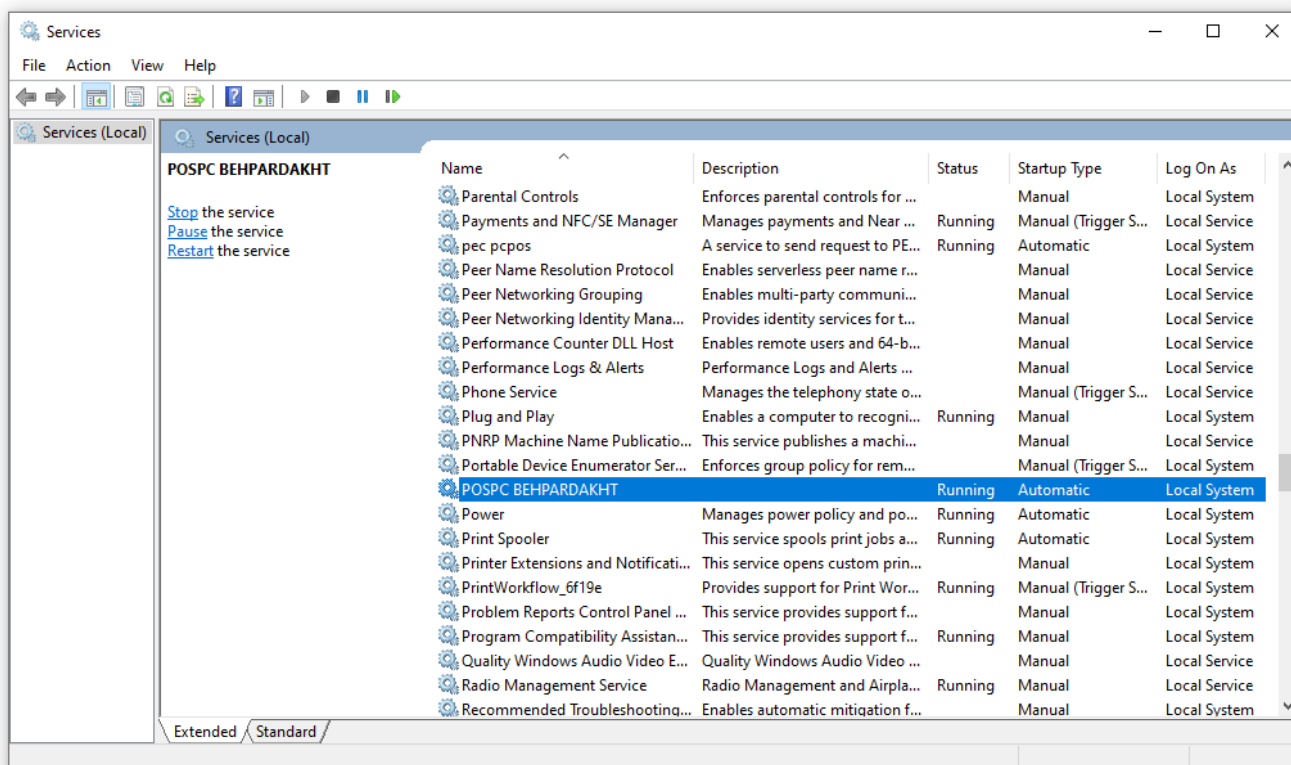 Services
File Action View Help
Services (Local)
Services (Local)
POSPC BEHPARDAKHT
Stop the service
Pause the service
Restart the service
Name Description Status Startup Type Log On As
Parental Controls Enforces parental controls for ... Manual Local System
Payments and NFC/SE Manager Manages payments and Near ... Running Manual (Trigger S... Local System
pec pcpos A service to send request to PE... Running Automatic Local System
Peer Name Resolution Protocol Enables serverless peer name r... Manual Local Service
Peer Networking Grouping Enables multi-party communi... Manual Local Service
Peer Networking Identity Mana... Provides identity services for t... Manual Local Service
Performance Counter DLL Host Enables remote users and 64-b... Manual Local Service
Performance Logs & Alerts Performance Logs and Alerts ... Manual Local Service
Phone Service Manages the telephony state o... Manual (Trigger S... Local Service
Plug and Play Enables a computer to recogni... Running Manual Local System
PNRP Machine Name Publicatio... This service publishes a machi... Manual Local Service
Portable Device Enumerator Ser... Enforces group policy for rem... Manual (Trigger S... Local System
POSPC BEHPARDAKHT Running Automatic Local System
Power Manages power policy and po... Running Automatic Local System
Print Spooler This service spools print jobs a... Running Automatic Local System
Printer Extensions and Notificati... This service opens custom prin... Manual Local System
PrintWorkflow_6f19e Provides support for Print Wor... Running Manual (Trigger S... Local System
Problem Reports Control Panel ... This service provides support f... Manual Local System
Program Compatibility Assistan... This service provides support f... Running Manual Local System
Quality Windows Audio Video E... Quality Windows Audio Video ... Manual Local Service
Radio Management Service Radio Management and Airpla... Running Manual Local Service
Recommended Troubleshooting... Enables automatic mitigation f... Manual Local System
Extended Standard